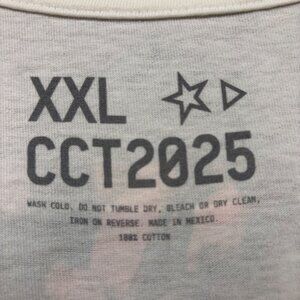 XXL
CCT2025
WASH COLD. DO NOT TUMBLE DRY, BLEACH OR DRY CLEAN,
IRON ON REVERSE. MADE IN MEXICO.
100% COTTON